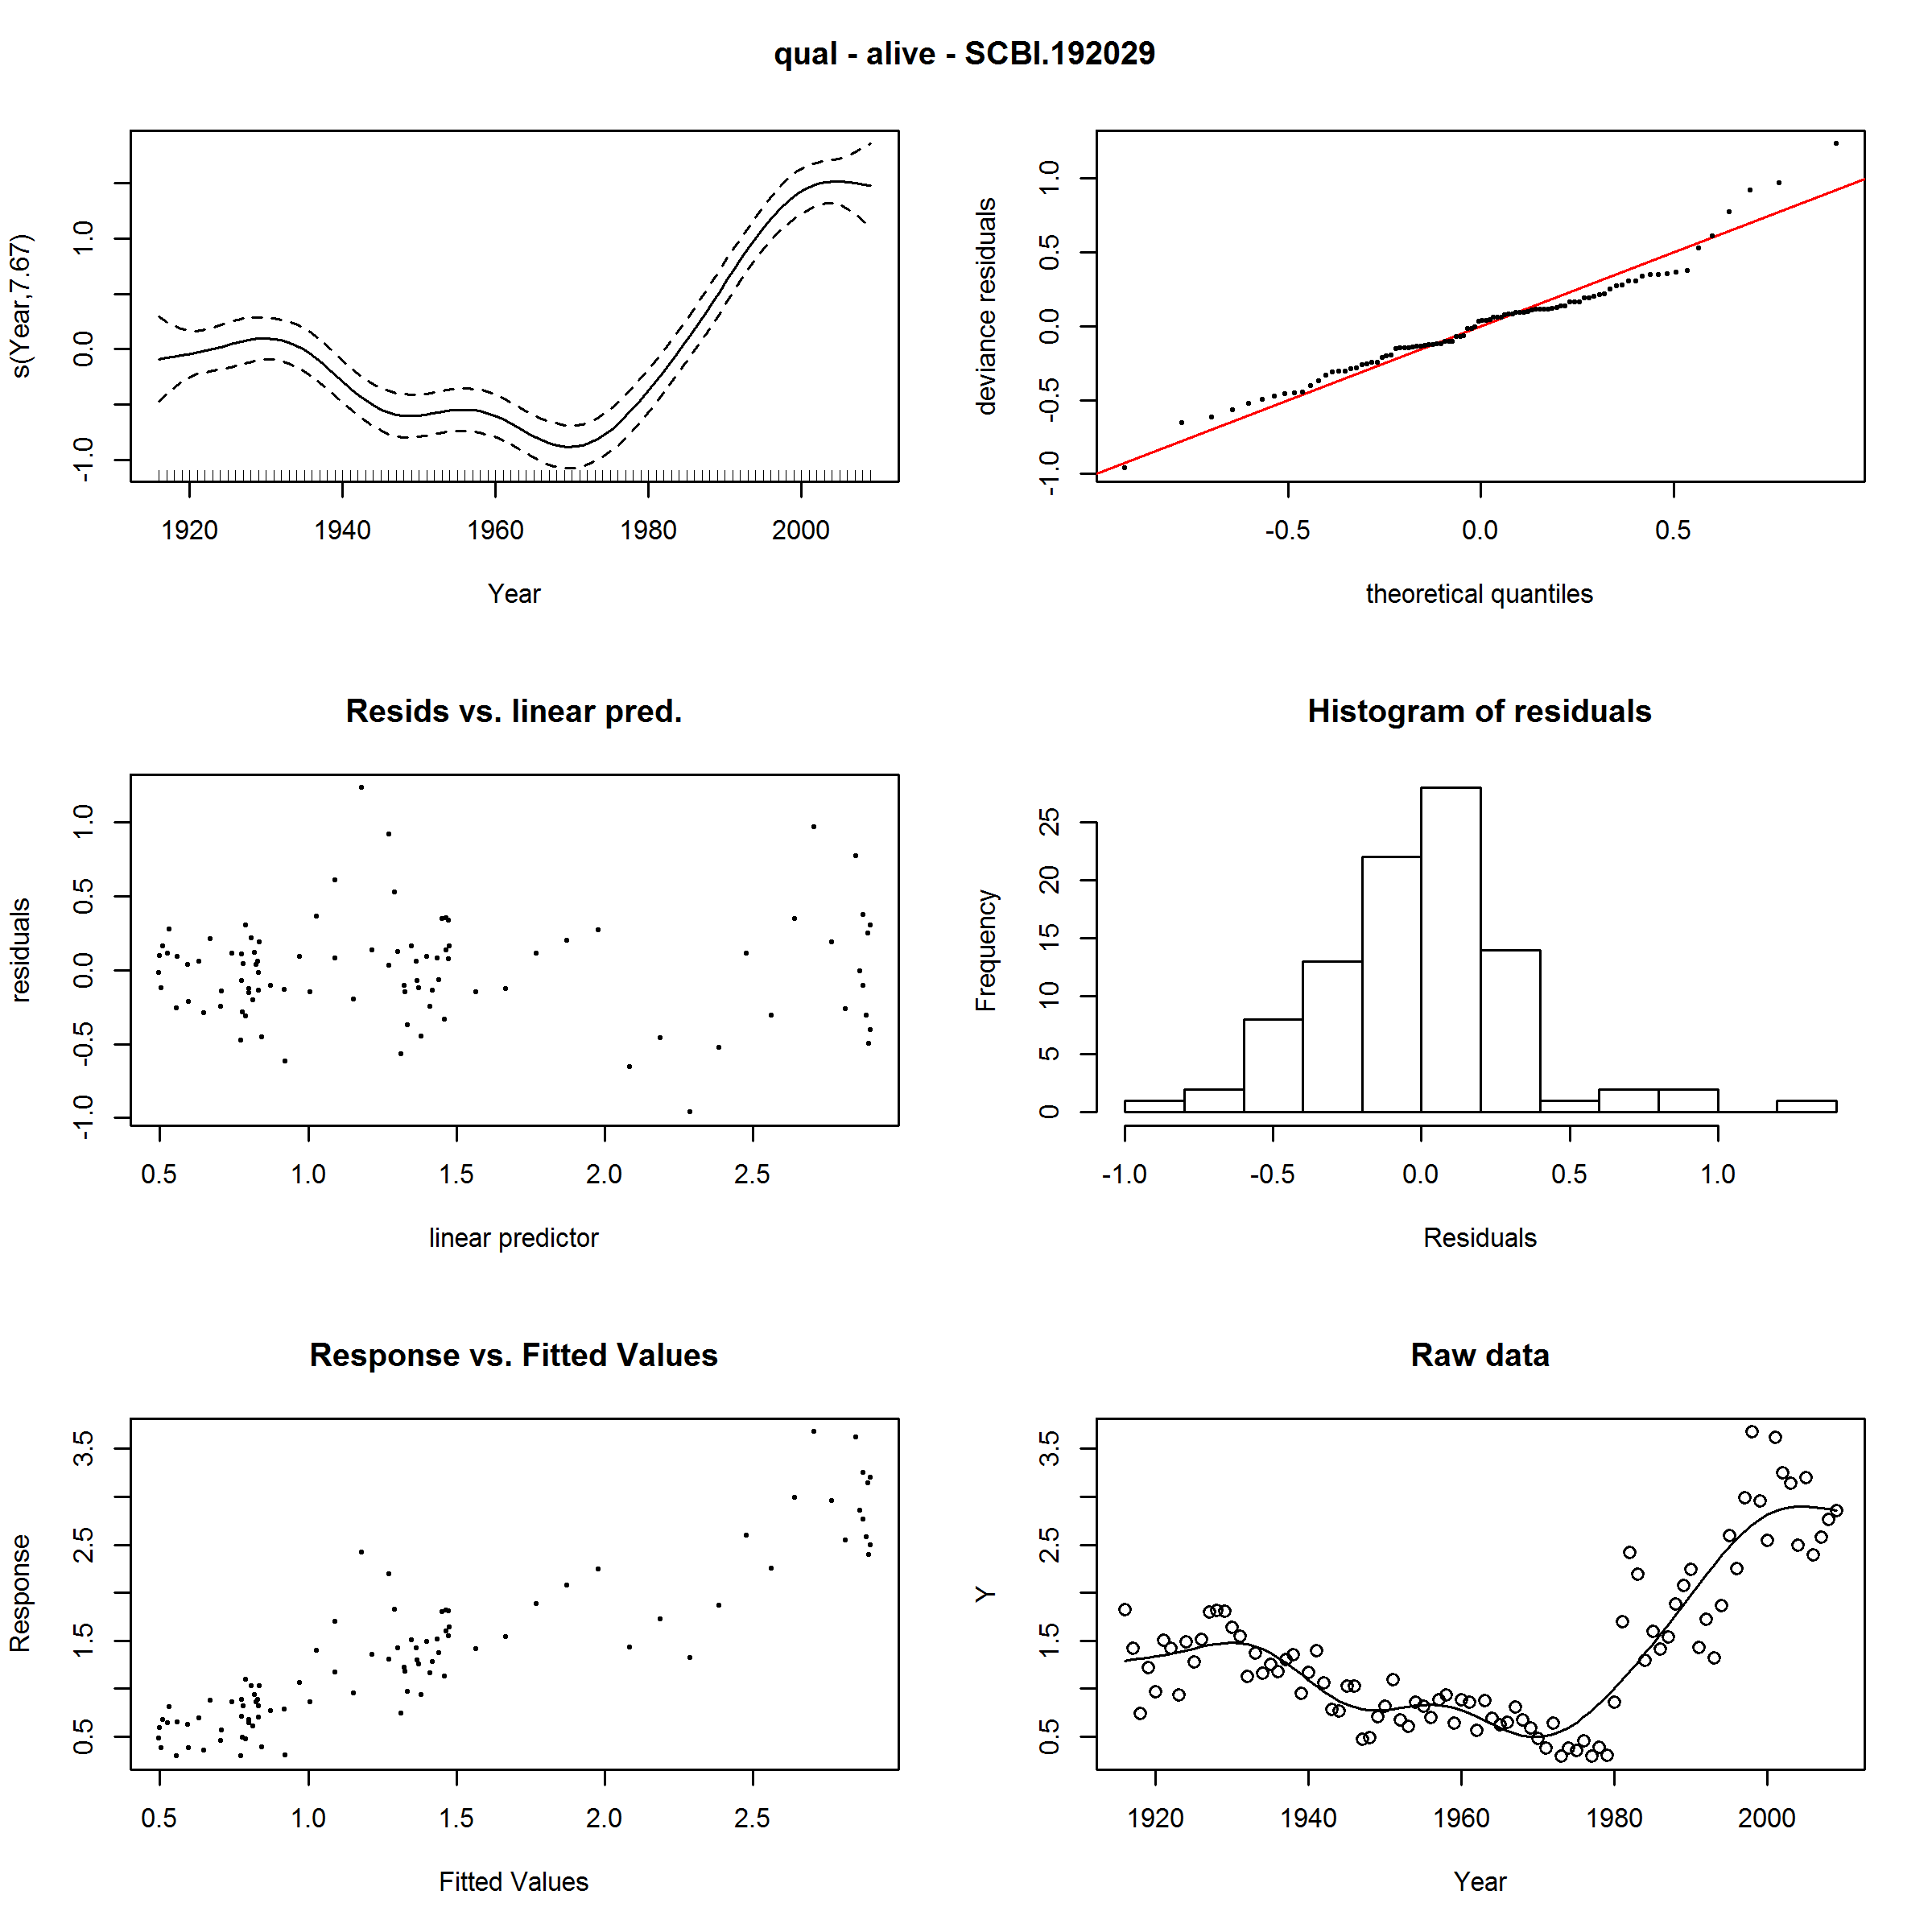 qual - alive - SCBI.192029
s(Year,7.67)
-1.0 0.0 1.0
1920 1940 1960 1980 2000
Year
deviance residuals
-1.0 -0.5 0.0 0.5 1.0
-0.5 0.0 0.5
theoretical quantiles
Resids vs. linear pred.
residuals
-1.0 -0.5 0.0 0.5 1.0
0.5 1.0 1.5 2.0 2.5
linear predictor
Histogram of residuals
Frequency
0 5 10 15 20 25
-1.0 -0.5 0.0 0.5 1.0
Residuals
Response vs. Fitted Values
Response
0.5 1.5 2.5 3.5
0.5 1.0 1.5 2.0 2.5
Fitted Values
Raw data
Y
0.5 1.5 2.5 3.5
1920 1940 1960 1980 2000
Year